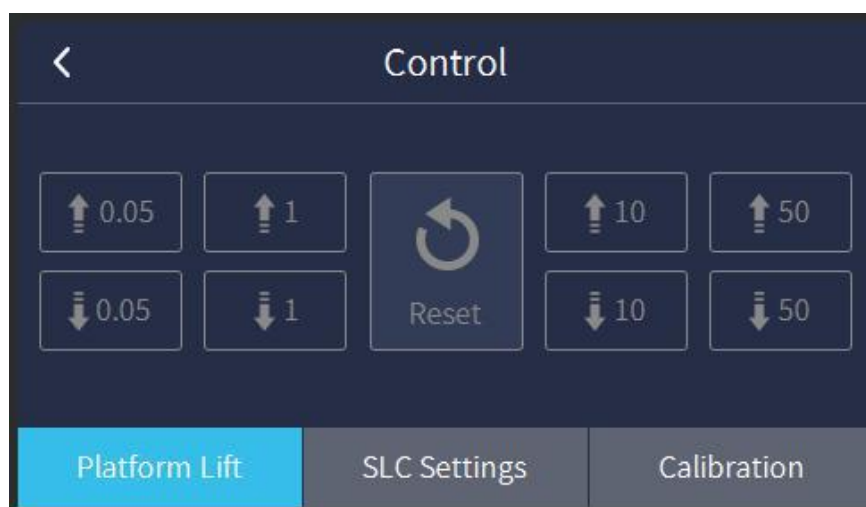 Control
0.05 1 10 50
Reset
0.05 1 10 50
Platform Lift SLC Settings Calibration